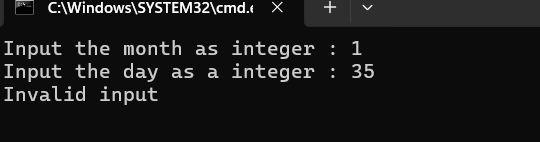 C:\Windows\SYSTEM32\cmd.e
Input the month as integer : 1
Input the day as a integer : 35
Invalid input